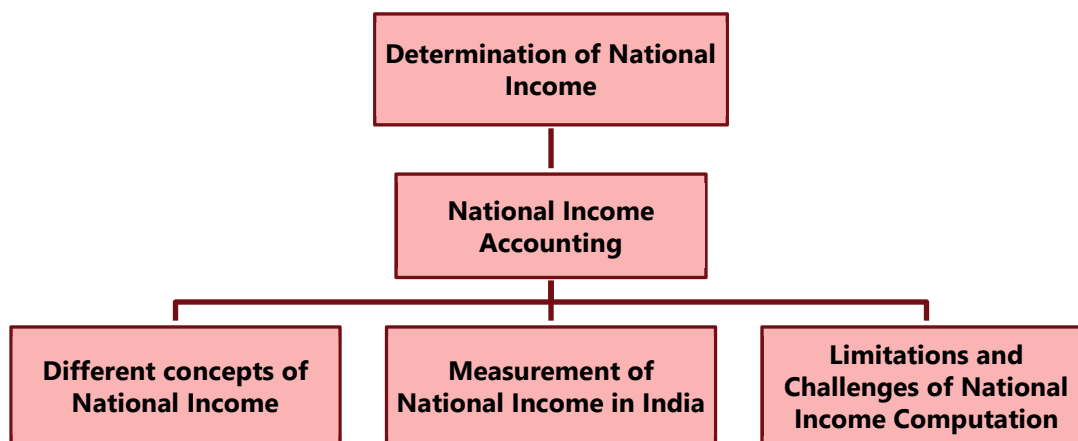 Determination of National
Income
National Income
Accounting
Different concepts of
National Income
Measurement of
National Income in India
Limitations and
Challenges of National
Income Computation